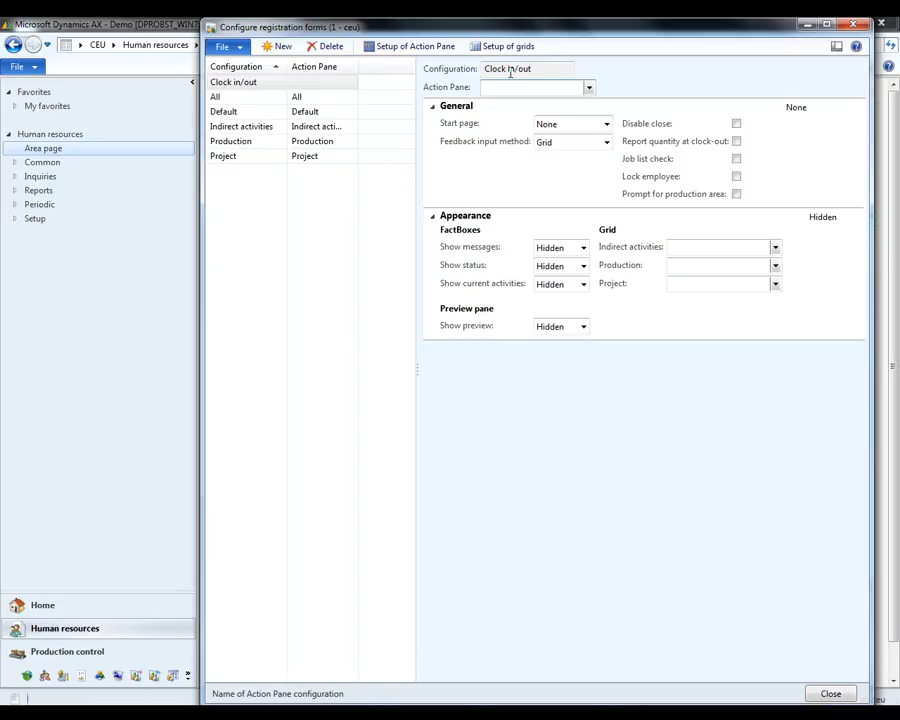 Microsoft Dynamics AX - Demo [DPROBST_WIN7
CEU
Human resources
File
Favorites
My favorites
Human resources
Area page
Common
Inquiries
Reports
Periodic
Setup
Home
Human resources
Production control
Configure registration forms (1 - ceu)
File
New
Delete
Setup of Action Pane
Setup of grids
Configuration
Action Pane
Clock in/out
All
All
Default
Default
Indirect activities
Indirect acti...
Production
Production
Project
Project
Configuration:
Clock in/out
Action Pane:
General
None
Start page:
None
Disable close:
Feedback input method:
Grid
Report quantity at clock-out:
Job list check:
Lock employee:
Prompt for production area:
Appearance
Hidden
FactBoxes
Grid
Show messages:
Hidden
Indirect activities:
Show status:
Hidden
Production:
Show current activities:
Hidden
Project:
Preview pane
Show preview:
Hidden
Name of Action Pane configuration
Close